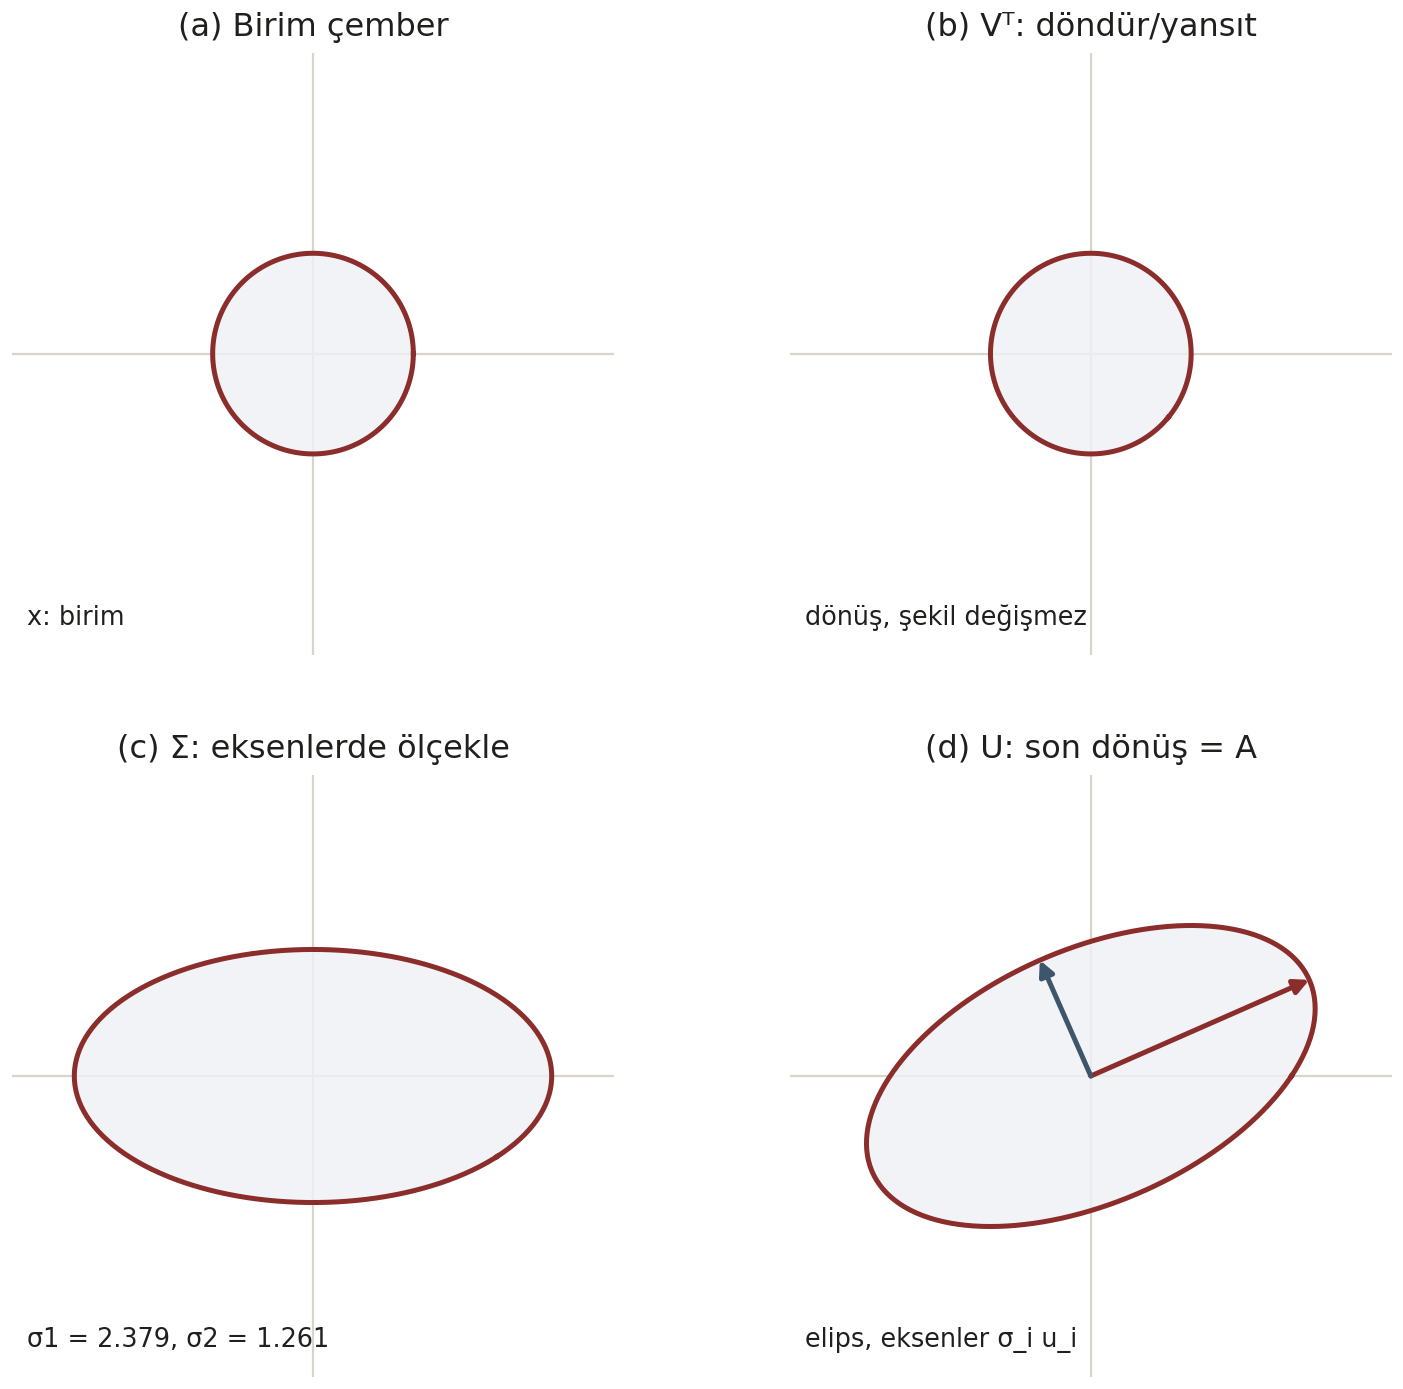 (a) Birim çember
x: birim
(b) Vᵀ: döndür/yansıt
dönüş, şekil değişmez
(c) Σ: eksenlerde ölçekle
σ1 = 2.379, σ2 = 1.261
(d) U: son dönüş = A
elips, eksenler σ_i u_i